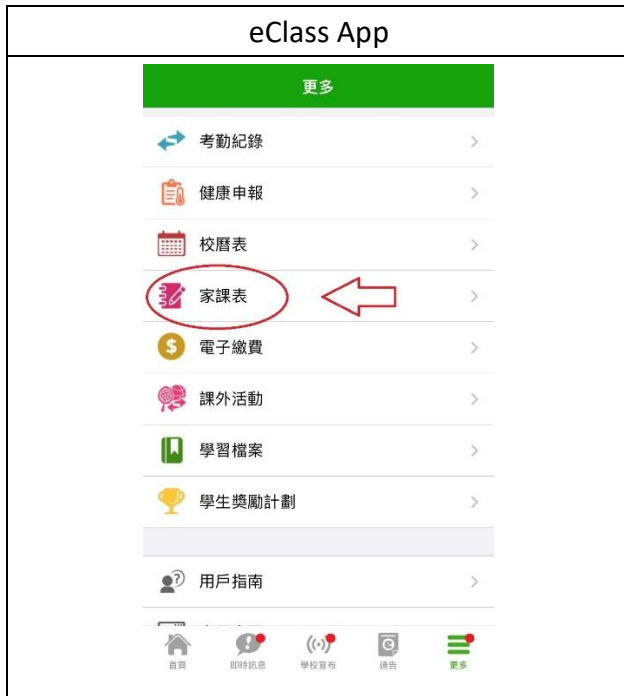 eClass App
更多
考勤紀錄
健康申報
校曆表
家課表
電子繳費
課外活動
學習檔案
學生獎勵計劃
用戶指南
首頁 即時訊息 學校宣布 通告 更多